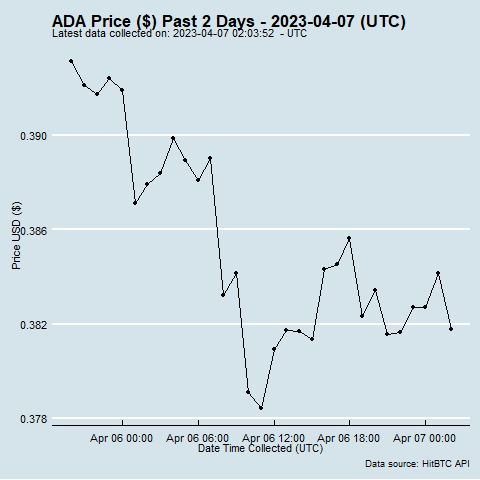 ADA Price ($) Past 2 Days - 2023-04-07 (UTC)
Latest data collected on: 2023-04-07 02:03:52 - UTC
0.390
0.386
0.382
0.378
Price USD ($)
Apr 06 00:00 Apr 06 06:00 Apr 06 12:00 Apr 06 18:00 Apr 07 00:00
Date Time Collected (UTC)
Data source: HitBTC API